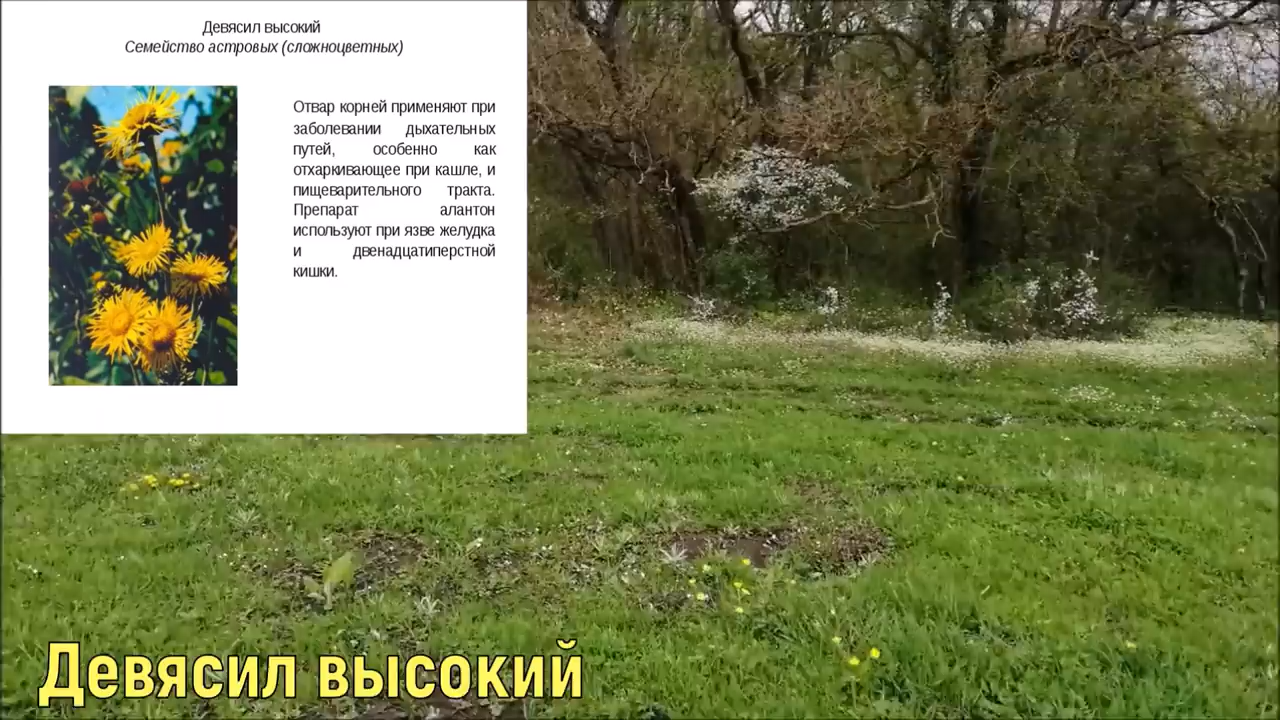 Девясил высокий
Семейство астровых (сложноцветных)
Отвар корней применяют при
заболевании дыхательных
путей, особенно как
отхаркивающее при кашле, и
пищеварительного тракта.
Препарат алантон
используют при язве желудка
и двенадцатиперстной
кишки.
Девясил высокий